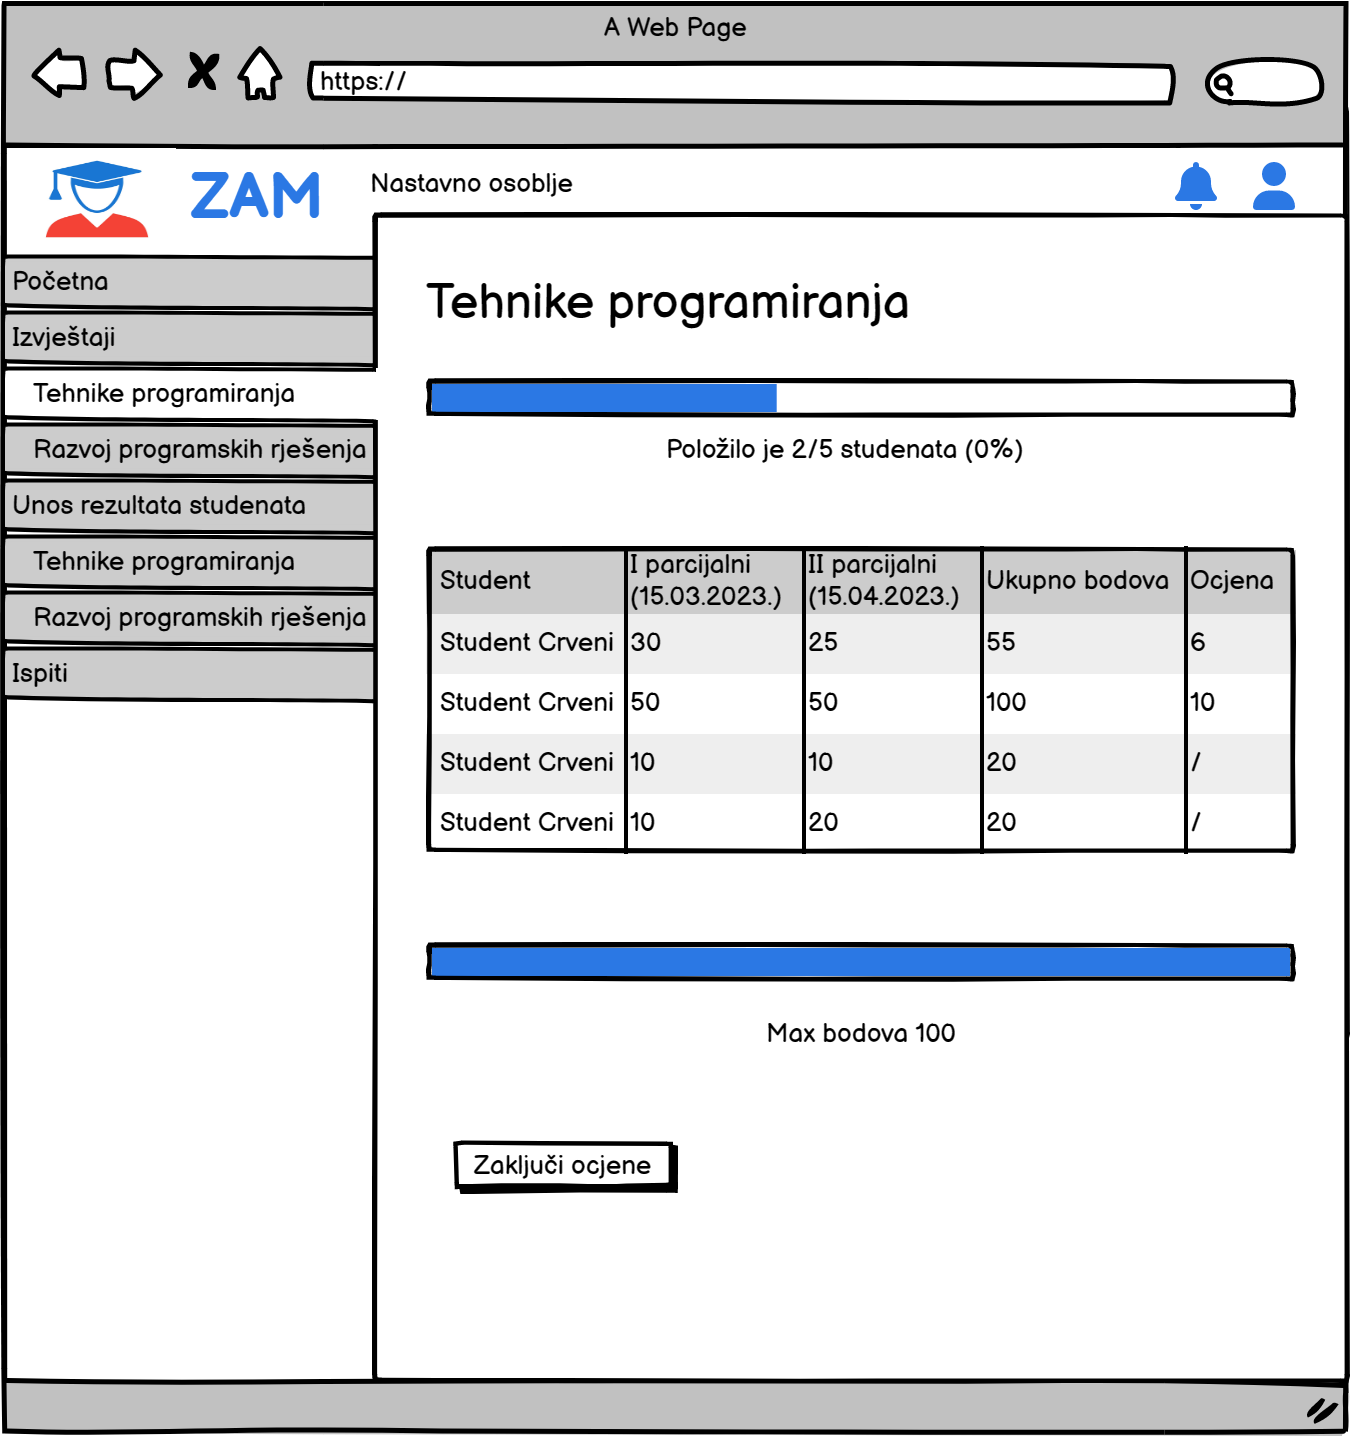 A Web Page
https://
ZAM
Nastavno osoblje
Početna
Izvještaji
Tehnike programiranja
Razvoj programskih rješenja
Unos rezultata studenata
Tehnike programiranja
Razvoj programskih rješenja
Ispiti
Tehnike programiranja
Položilo je 2/5 studenata (0%)
Student I parcijalni (15.03.2023.) II parcijalni (15.04.2023.) Ukupno bodova Ocjena
Student Crveni 30 25 55 6
Student Crveni 50 50 100 10
Student Crveni 10 10 20 /
Student Crveni 10 20 20 /
Max bodova 100
Zaključi ocjene